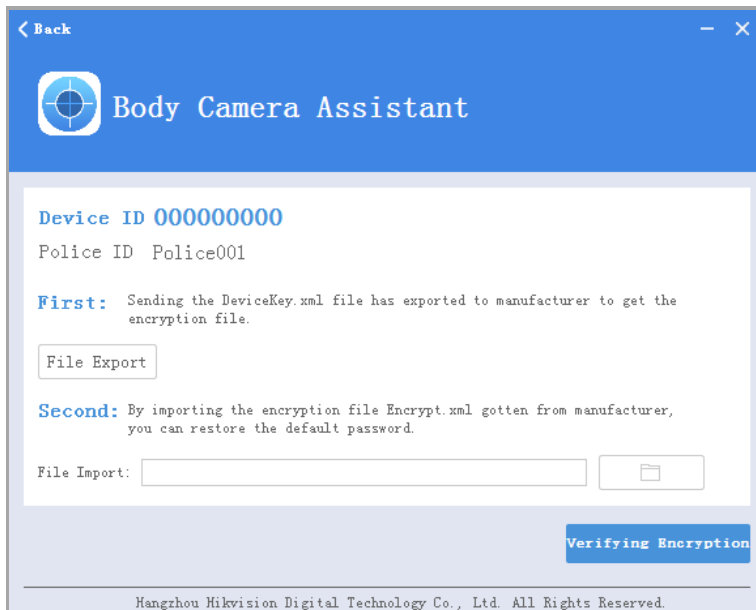 Back
Body Camera Assistant
Device ID 000000000
Police ID Police001
First: Sending the DeviceKey.xml file has exported to manufacturer to get the
encryption file.
File Export
Second: By importing the encryption file Encrypt.xml gotten from manufacturer,
you can restore the default password.
File Import:
Verifying Encryption
Hangzhou Hikvision Digital Technology Co., Ltd. All Rights Reserved.